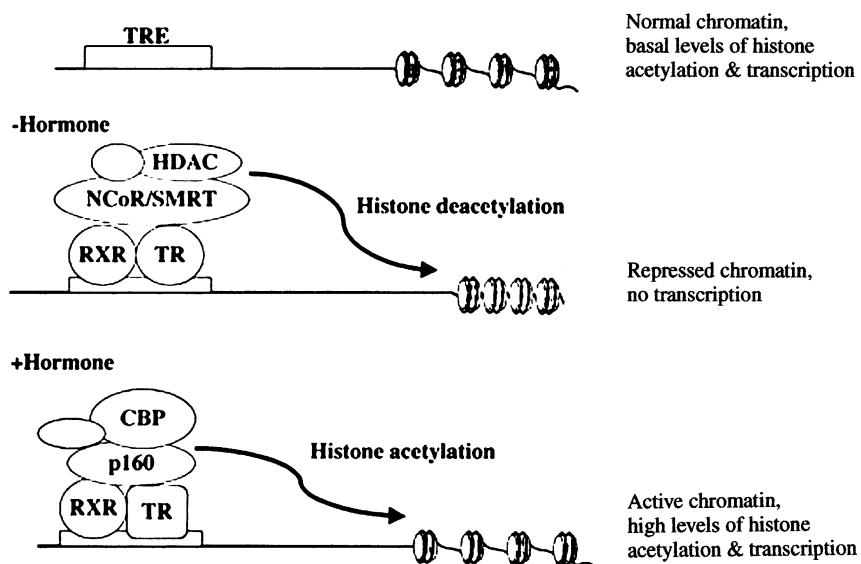 TRE
Normal chromatin,
basal levels of histone
acetylation & transcription
-Hormone
HDAC
NCoR/SMRT
Histone deacetylation
RXR
TR
Repressed chromatin,
no transcription
+Hormone
CBP
p160
Histone acetylation
RXR
TR
Active chromatin,
high levels of histone
acetylation & transcription